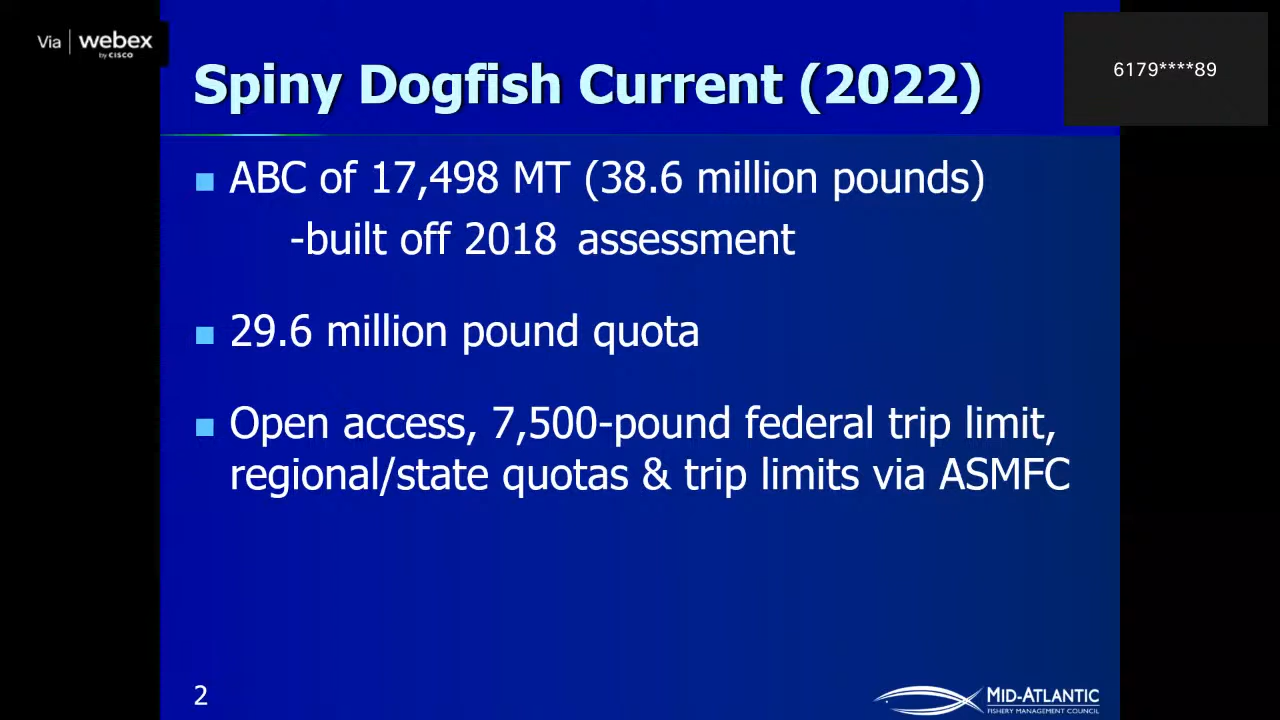 Via webex
by CISCO
6179****89
Spiny Dogfish Current (2022)
■ ABC of 17,498 MT (38.6 million pounds)
-built off 2018 assessment
■ 29.6 million pound quota
■ Open access, 7,500-pound federal trip limit,
regional/state quotas & trip limits via ASMFC
2
MID-ATLANTIC
FISHERY MANAGEMENT COUNCIL